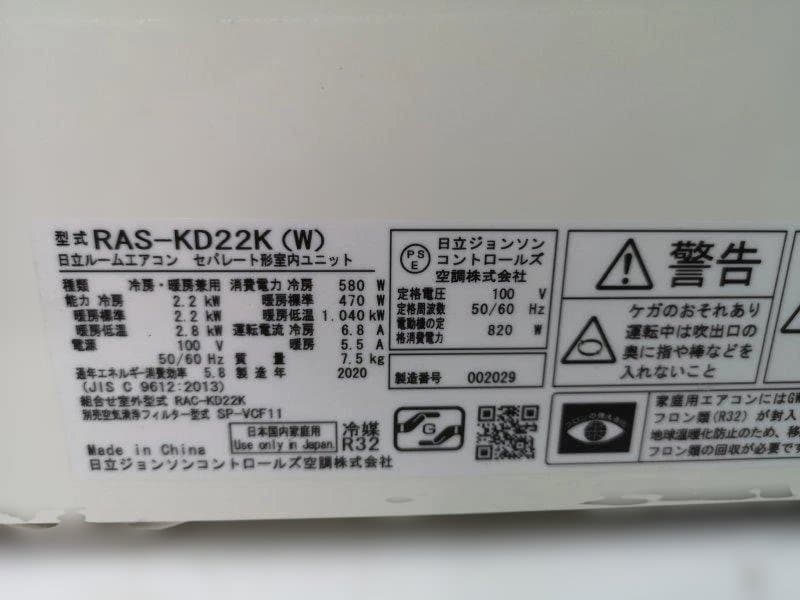 型式 RAS-KD22K (W)
日立ルームエアコン セパレート形室内ユニット
種類 冷房・暖房兼用 消費電力 冷房 580 W
能力 冷房 2.2 kW 暖房標準 470 W
暖房標準 2.2 kW 暖房低温 1.040 kW
暖房低温 2.8 kW 運転電流 冷房 6.8 A
電源 100 V 暖房 5.5 A
50/60 Hz 質量 7.5 kg
通年エネルギー消費効率 5.8 製造年 2020
(JIS C 9612:2013)
組合せ室外型式 RAC-KD22K
別売空気清浄フィルター型式 SP-VCF11
日本国内家庭用
Use only in Japan
冷媒
R32
Made in China
日立ジョンソンコントロールズ空調株式会社
PS
E
日立ジョンソン
コントロールズ
空調株式会社
定格電圧 100 V
定格周波数 50/60 Hz
電動機の定
格消費電力 820 W
製造番号 002029
G
警告
ケガのおそれあり
運転中は吹出口の
奥に指や棒などを
入れないこと
家庭用エアコンにはGW
フロン類(R32)が封入
地球温暖化防止のため、移
フロン類の回収が必要です